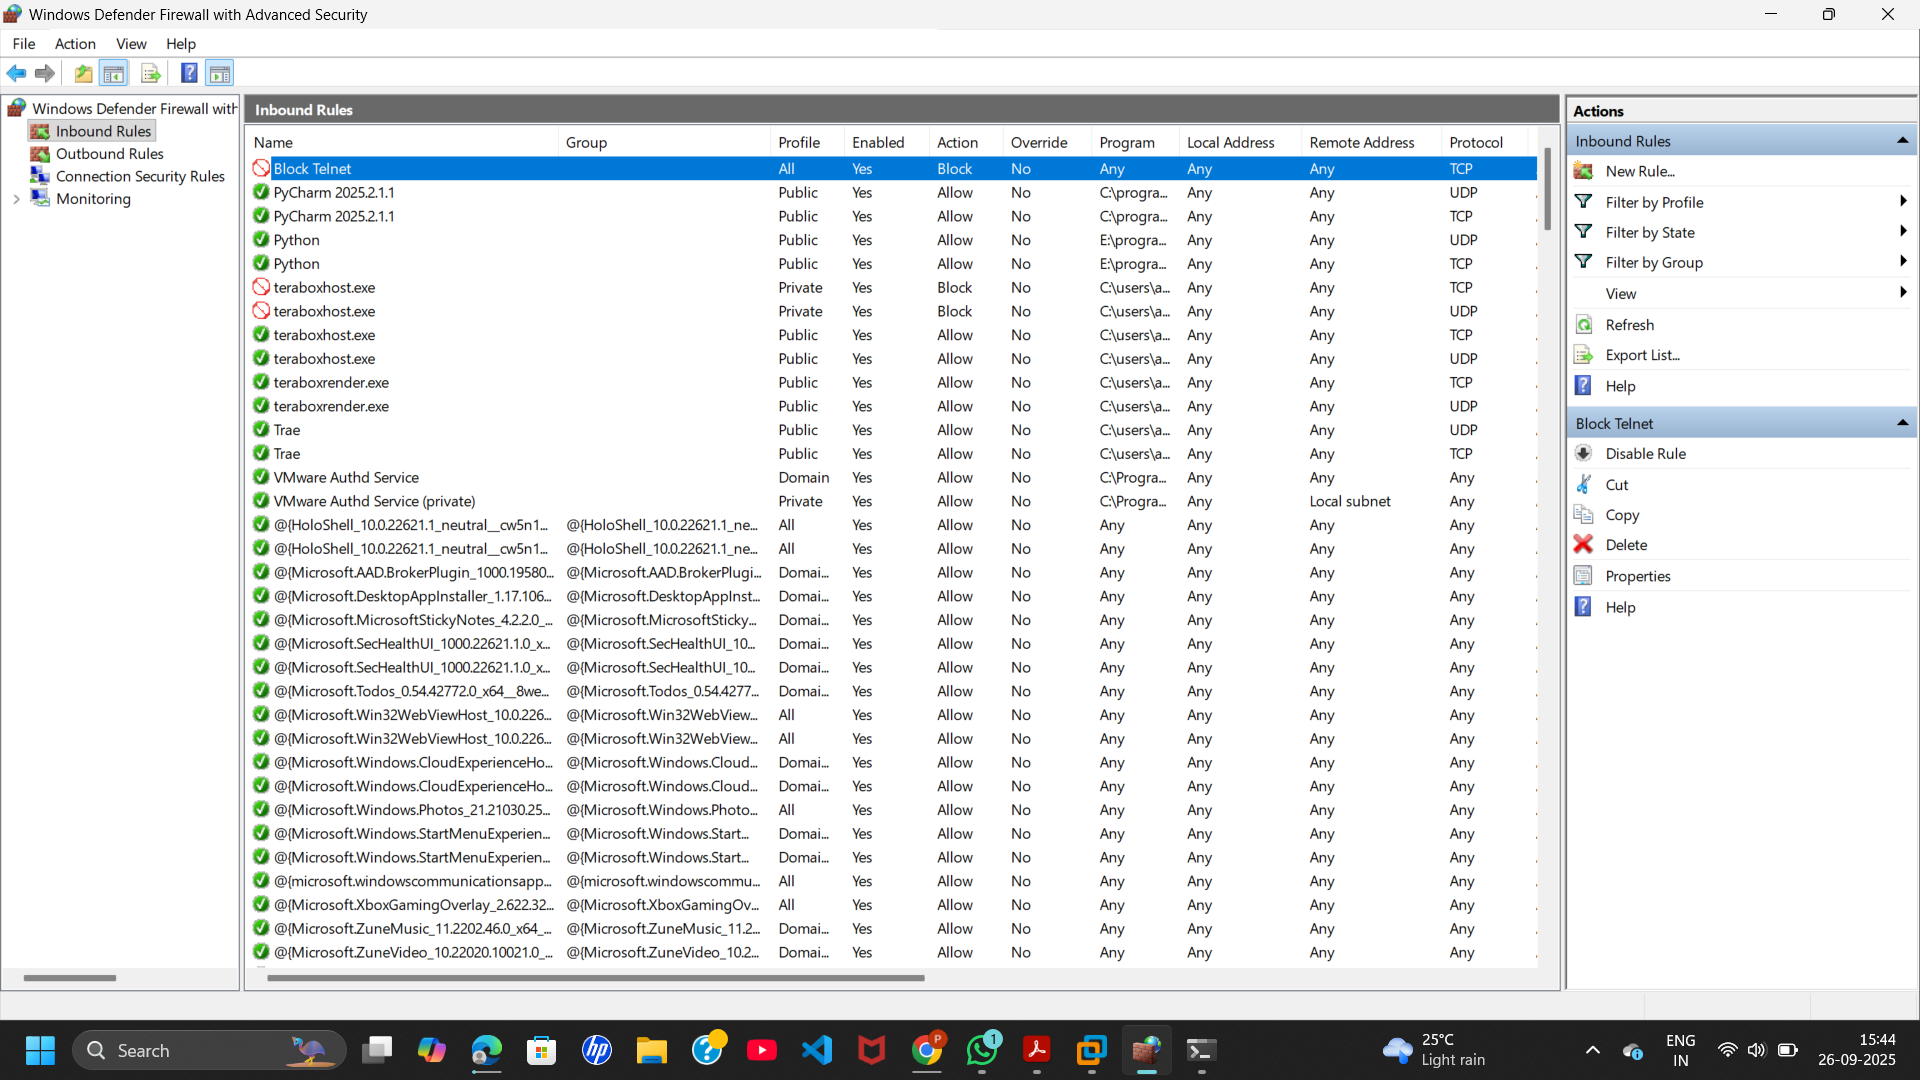 Windows Defender Firewall with Advanced Security
File Action View Help
Windows Defender Firewall with
Inbound Rules
Outbound Rules
Connection Security Rules
Monitoring
Inbound Rules
Name Group Profile Enabled Action Override Program Local Address Remote Address Protocol
Block Telnet All Yes Block No Any Any Any TCP
PyCharm 2025.2.1.1 Public Yes Allow No C:\progra... Any Any UDP
PyCharm 2025.2.1.1 Public Yes Allow No C:\progra... Any Any TCP
Python Public Yes Allow No E:\progra... Any Any UDP
Python Public Yes Allow No E:\progra... Any Any TCP
teraboxhost.exe Private Yes Block No C:\users\a... Any Any TCP
teraboxhost.exe Private Yes Block No C:\users\a... Any Any UDP
teraboxhost.exe Public Yes Allow No C:\users\a... Any Any TCP
teraboxhost.exe Public Yes Allow No C:\users\a... Any Any UDP
teraboxrender.exe Public Yes Allow No C:\users\a... Any Any TCP
teraboxrender.exe Public Yes Allow No C:\users\a... Any Any UDP
Trae Public Yes Allow No C:\users\a... Any Any UDP
Trae Public Yes Allow No C:\users\a... Any Any TCP
VMware Authd Service Domain Yes Allow No C:\Progra... Any Any Any
VMware Authd Service (private) Private Yes Allow No C:\Progra... Any Local subnet Any
@{HoloShell_10.0.22621.1_neutral__cw5n1... @{HoloShell_10.0.22621.1_ne... All Yes Allow No Any Any Any Any
@{HoloShell_10.0.22621.1_neutral__cw5n1... @{HoloShell_10.0.22621.1_ne... All Yes Allow No Any Any Any Any
@{Microsoft.AAD.BrokerPlugin_1000.19580... @{Microsoft.AAD.BrokerPlugi... Domai... Yes Allow No Any Any Any Any
@{Microsoft.DesktopAppInstaller_1.17.106... @{Microsoft.DesktopAppInst... Domai... Yes Allow No Any Any Any Any
@{Microsoft.MicrosoftStickyNotes_4.2.2.0_... @{Microsoft.MicrosoftSticky... Domai... Yes Allow No Any Any Any Any
@{Microsoft.SecHealthUI_1000.22621.1.0_x... @{Microsoft.SecHealthUI_10... Domai... Yes Allow No Any Any Any Any
@{Microsoft.SecHealthUI_1000.22621.1.0_x... @{Microsoft.SecHealthUI_10... Domai... Yes Allow No Any Any Any Any
@{Microsoft.Todos_0.54.42772.0_x64__8we... @{Microsoft.Todos_0.54.4277... Domai... Yes Allow No Any Any Any Any
@{Microsoft.Win32WebViewHost_10.0.226... @{Microsoft.Win32WebView... All Yes Allow No Any Any Any Any
@{Microsoft.Win32WebViewHost_10.0.226... @{Microsoft.Win32WebView... All Yes Allow No Any Any Any Any
@{Microsoft.Windows.CloudExperienceHo... @{Microsoft.Windows.Cloud... Domai... Yes Allow No Any Any Any Any
@{Microsoft.Windows.CloudExperienceHo... @{Microsoft.Windows.Cloud... Domai... Yes Allow No Any Any Any Any
@{Microsoft.Windows.Photos_21.21030.25... @{Microsoft.Windows.Photo... All Yes Allow No Any Any Any Any
@{Microsoft.Windows.StartMenuExperien... @{Microsoft.Windows.Start... Domai... Yes Allow No Any Any Any Any
@{Microsoft.Windows.StartMenuExperien... @{Microsoft.Windows.Start... Domai... Yes Allow No Any Any Any Any
@{microsoft.windowscommunicationsapp... @{microsoft.windowscommu... All Yes Allow No Any Any Any Any
@{Microsoft.XboxGamingOverlay_2.622.32... @{Microsoft.XboxGamingOv... All Yes Allow No Any Any Any Any
@{Microsoft.ZuneMusic_11.2202.46.0_x64_... @{Microsoft.ZuneMusic_11.2... Domai... Yes Allow No Any Any Any Any
@{Microsoft.ZuneVideo_10.22020.10021.0_... @{Microsoft.ZuneVideo_10.2... Domai... Yes Allow No Any Any Any Any
Actions
Inbound Rules
New Rule...
Filter by Profile
Filter by State
Filter by Group
View
Refresh
Export List...
Help
Block Telnet
Disable Rule
Cut
Copy
Delete
Properties
Help
Search
hp
P
1
25°C
Light rain
ENG
IN
15:44
26-09-2025